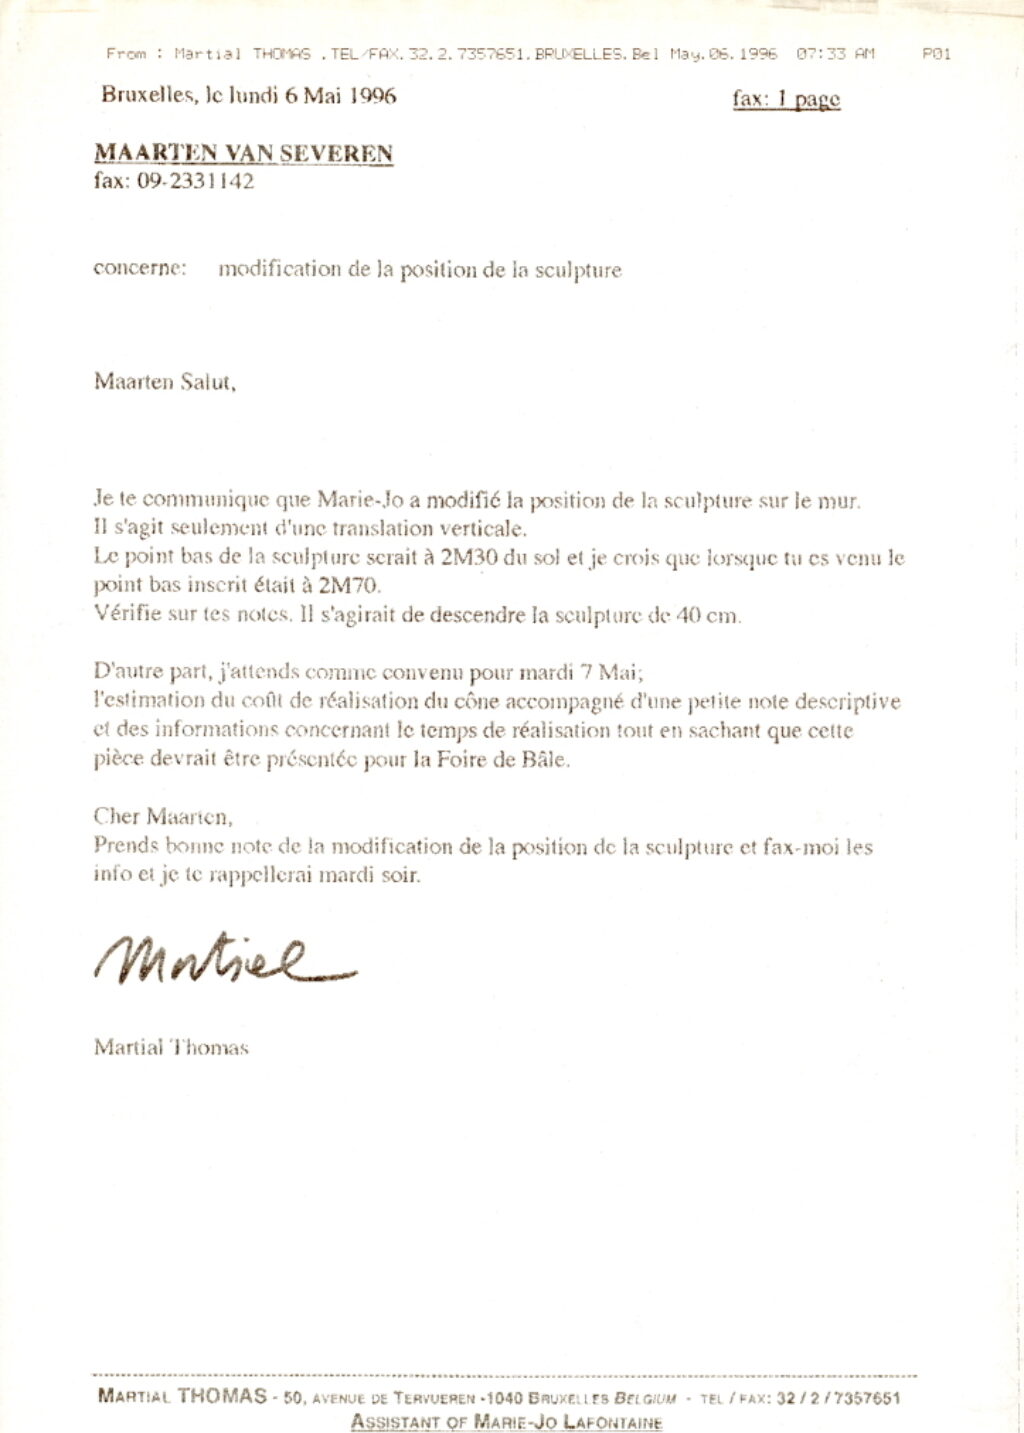 From : Martial THOMAS .TEL/FAX.32.2.7357651.BRUXELLES.Bel May.06.1996 07:33 AM P01
Bruxelles, le lundi 6 Mai 1996 fax: 1 page
MAARTEN VAN SEVEREN
fax: 09-2331142
concerne: modification de la position de la sculpture
Maarten Salut,
Je te communique que Marie-Jo a modifié la position de la sculpture sur le mur.
Il s'agit seulement d'une translation verticale.
Le point bas de la sculpture serait à 2M30 du sol et je crois que lorsque tu es venu le
point bas inscrit était à 2M70.
Vérifie sur tes notes. Il s'agirait de descendre la sculpture de 40 cm.
D'autre part, j'attends comme convenu pour mardi 7 Mai;
l'estimation du coût de réalisation du cône accompagné d'une petite note descriptive
et des informations concernant le temps de réalisation tout en sachant que cette
pièce devrait être présentée pour la Foire de Bâle.
Cher Maarten,
Prends bonne note de la modification de la position de la sculpture et fax-moi les
info et je te rappellerai mardi soir.
Martial
Martial Thomas
MARTIAL THOMAS - 50, AVENUE DE TERVUEREN -1040 BRUXELLES BELGIUM - TEL / FAX: 32 / 2 / 7357651
ASSISTANT OF MARIE-JO LAFONTAINE